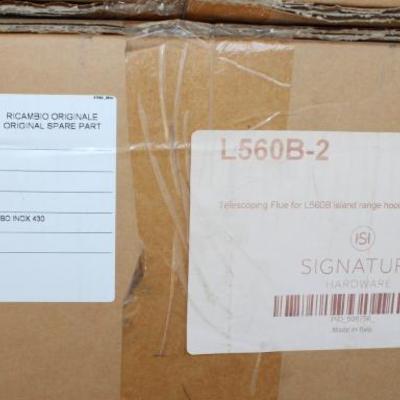 RICAMBIO ORIGINALE
ORIGINAL SPARE PART
BO INOX 430
L560B-2
Telescoping Flue for L560B island range hood
ISI
SIGNATUR
HARDWARE
Made in Italy